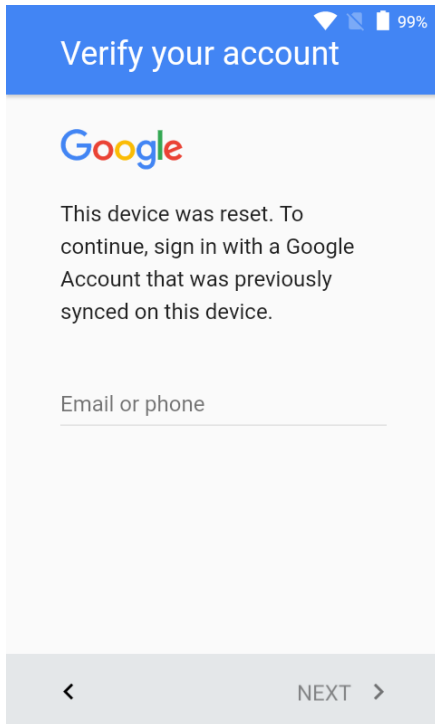 99%
Verify your account
Google
This device was reset. To
continue, sign in with a Google
Account that was previously
synced on this device.
Email or phone
NEXT